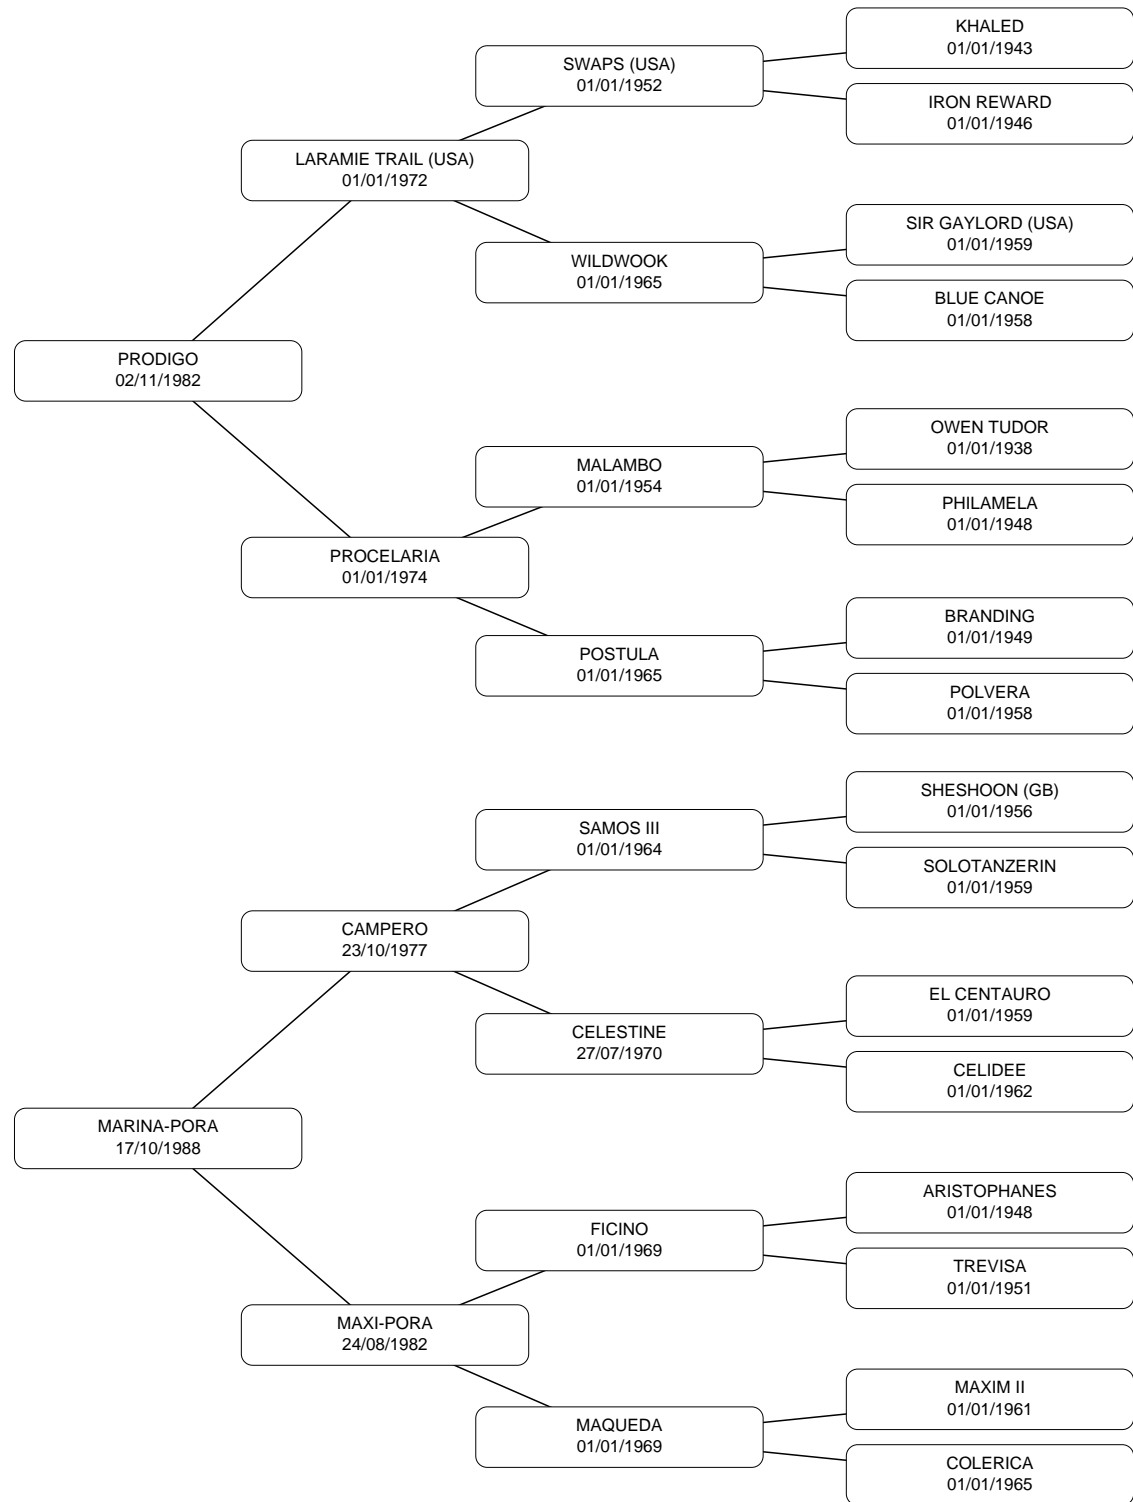 KHALED
01/01/1943
SWAPS (USA)
01/01/1952
IRON REWARD
01/01/1946
LARAMIE TRAIL (USA)
01/01/1972
SIR GAYLORD (USA)
01/01/1959
WILDWOOK
01/01/1965
BLUE CANOE
01/01/1958
PRODIGO
02/11/1982
OWEN TUDOR
01/01/1938
MALAMBO
01/01/1954
PHILAMELA
01/01/1948
PROCELARIA
01/01/1974
BRANDING
01/01/1949
POSTULA
01/01/1965
POLVERA
01/01/1958
SHESHOON (GB)
01/01/1956
SAMOS III
01/01/1964
SOLOTANZERIN
01/01/1959
CAMPERO
23/10/1977
EL CENTAURO
01/01/1959
CELESTINE
27/07/1970
CELIDEE
01/01/1962
MARINA-PORA
17/10/1988
ARISTOPHANES
01/01/1948
FICINO
01/01/1969
TREVISA
01/01/1951
MAXI-PORA
24/08/1982
MAXIM II
01/01/1961
MAQUEDA
01/01/1969
COLERICA
01/01/1965